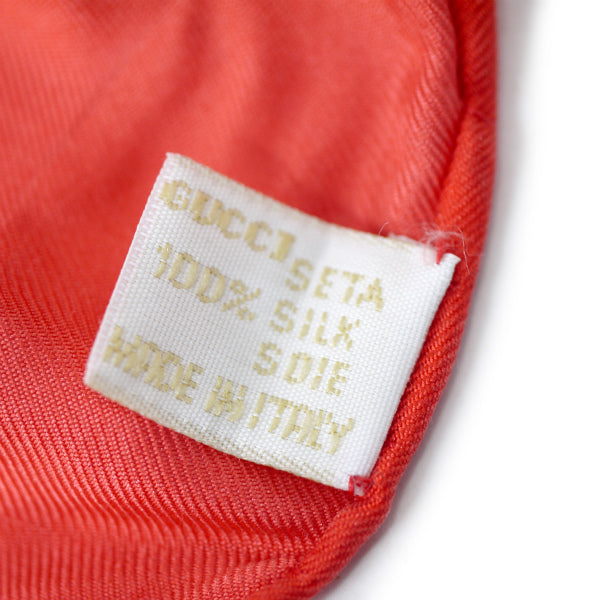 GUCCI
SETA
100% SILK
SOIE
MADE IN ITALY